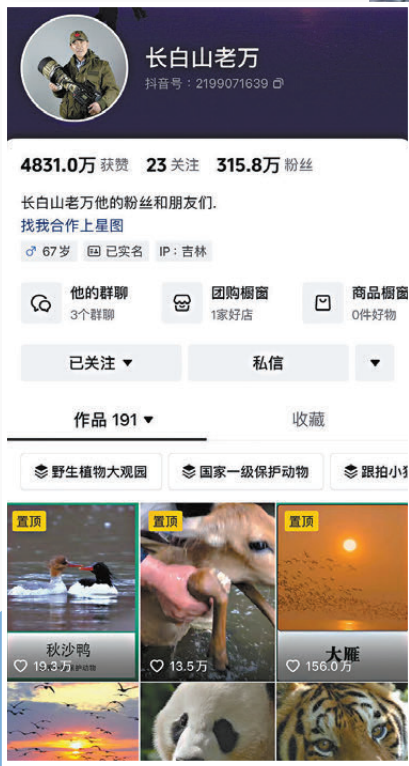 长白山老万
抖音号：2199071639
4831.0万 获赞 23 关注 315.8万 粉丝
长白山老万他的粉丝和朋友们.
找我合作上星图
♂ 67岁 已实名 IP：吉林
他的群聊 团购橱窗 商品橱窗
3个群聊 1家好店 0件好物
已关注 ▼ 私信 ▼
作品 191 ▼ 收藏
野生植物大观园 国家一级保护动物 跟拍小
置顶 置顶 置顶
秋沙鸭 大雁
19.3万 保护动物 13.5万 156.0万